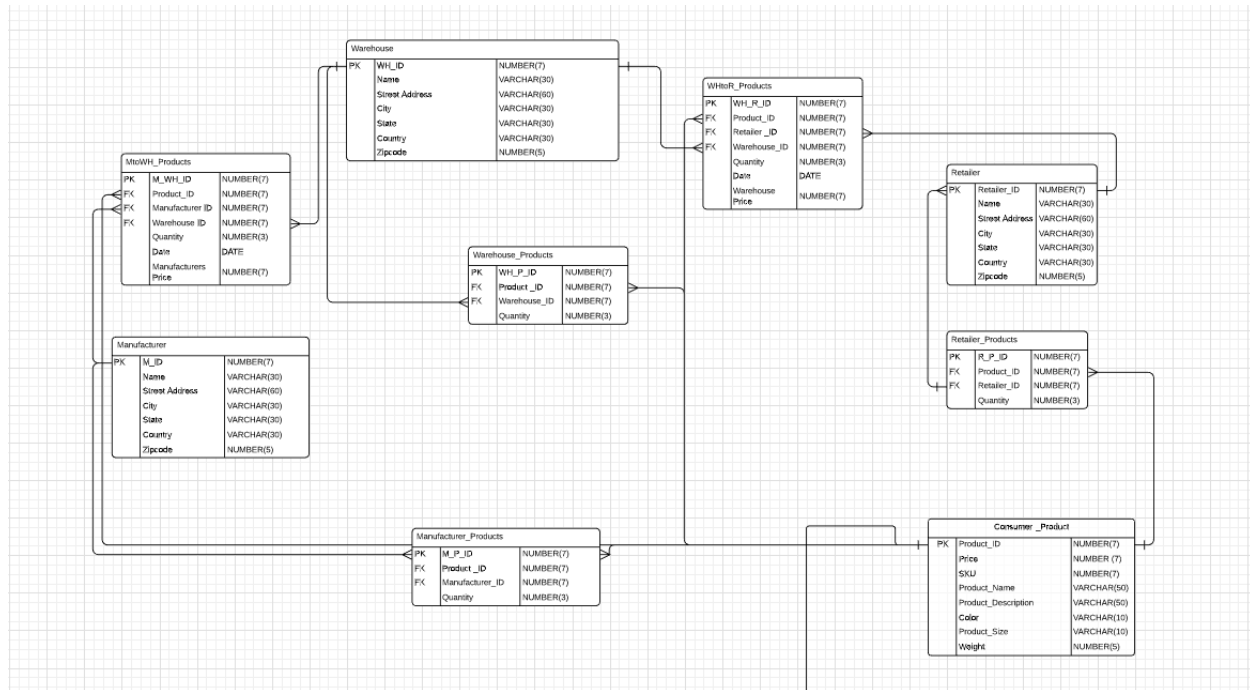 Warehouse
PK WH_ID NUMBER(7)
Name VARCHAR(30)
Street Address VARCHAR(60)
City VARCHAR(30)
State VARCHAR(30)
Country VARCHAR(30)
Zipcode NUMBER(5)
WHtoR_Products
PK WH_R_ID NUMBER(7)
FK Product_ID NUMBER(7)
FK Retailer _ID NUMBER(7)
FK Warehouse_ID NUMBER(7)
Quantity NUMBER(3)
Date DATE
Warehouse
Price NUMBER(7)
MtoWH_Products
PK M_WH_ID NUMBER(7)
FK Product_ID NUMBER(7)
FK Manufacturer ID NUMBER(7)
FK Warehouse ID NUMBER(7)
Quantity NUMBER(3)
Date DATE
Manufacturers
Price NUMBER(7)
Retailer
PK Retailer_ID NUMBER(7)
Name VARCHAR(30)
Street Address VARCHAR(60)
City VARCHAR(30)
State VARCHAR(30)
Country VARCHAR(30)
Zipcode NUMBER(5)
Warehouse_Products
PK WH_P_ID NUMBER(7)
FK Product _ID NUMBER(7)
FK Warehouse_ID NUMBER(7)
Quantity NUMBER(3)
Manufacturer
PK M_ID NUMBER(7)
Name VARCHAR(30)
Street Address VARCHAR(60)
City VARCHAR(30)
State VARCHAR(30)
Country VARCHAR(30)
Zipcode NUMBER(5)
Retailer_Products
PK R_P_ID NUMBER(7)
FK Product_ID NUMBER(7)
FK Retailer_ID NUMBER(7)
Quantity NUMBER(3)
Manufacturer_Products
PK M_P_ID NUMBER(7)
FK Product _ID NUMBER(7)
FK Manufacturer_ID NUMBER(7)
Quantity NUMBER(3)
Consumer _Product
PK Product_ID NUMBER(7)
Price NUMBER (7)
SKU NUMBER(7)
Product_Name VARCHAR(50)
Product_Description VARCHAR(50)
Color VARCHAR(10)
Product_Size VARCHAR(10)
Weight NUMBER(5)